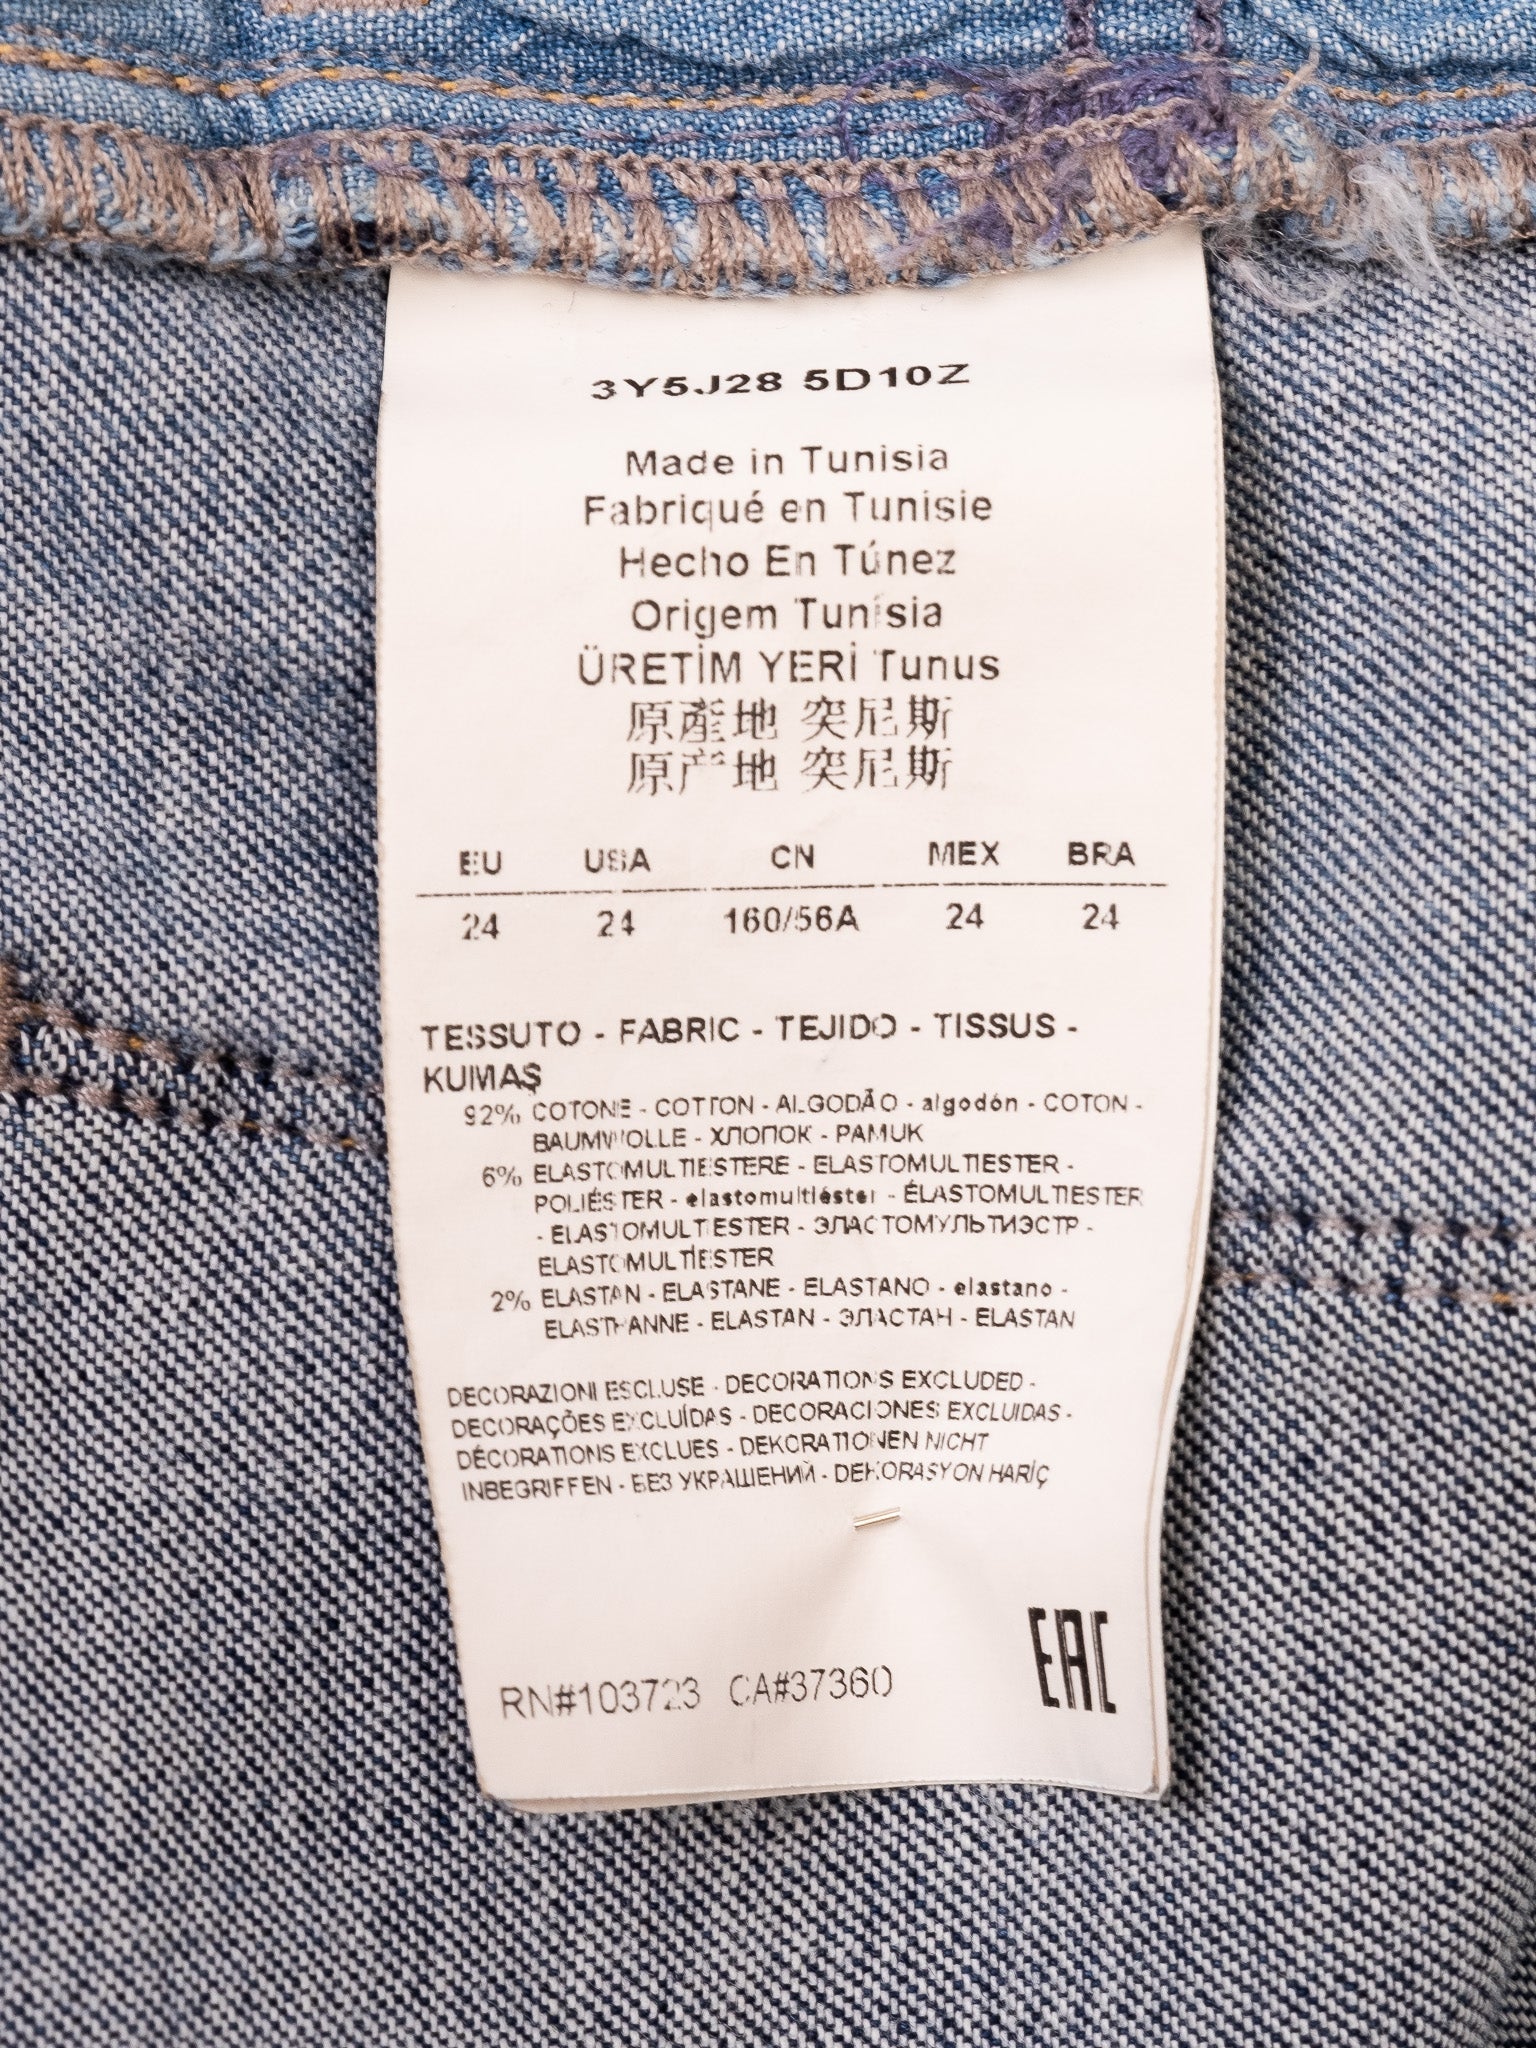 3Y5J28 5D10Z
Made in Tunisia
Fabriqué en Tunisie
Hecho En Túnez
Origem Tunísia
ÜRETİM YERİ Tunus
原產地 突尼斯
原产地 突尼斯
EU USA CN MEX BRA
24 24 160/56A 24 24
TESSUTO - FABRIC - TEJIDO - TISSUS -
KUMAŞ
92% COTONE - COTTON - ALGODÃO - algodón - COTON -
BAUMWOLLE - ХЛОПОК - PAMUK
6% ELASTOMULTIESTERE - ELASTOMULTIESTER -
POLIÉSTER - elastomultiéster - ÉLASTOMULTIESTER
- ELASTOMULTIESTER - ЭЛАСТОМУЛЬТИЭСТР -
ELASTOMULTİESTER
2% ELASTAN - ELASTANE - ELASTANO - elastano -
ELASTHANNE - ELASTAN - ЭЛАСТАН - ELASTAN
DECORAZIONI ESCLUSE - DECORATIONS EXCLUDED -
DECORAÇÕES EXCLUÍDAS - DECORACIONES EXCLUIDAS -
DÉCORATIONS EXCLUES - DEKORATIONEN NICHT
INBEGRIFFEN - БЕЗ УКРАШЕНИЙ - DEKORASYON HARİÇ
EAC
RN#103723 CA#37360